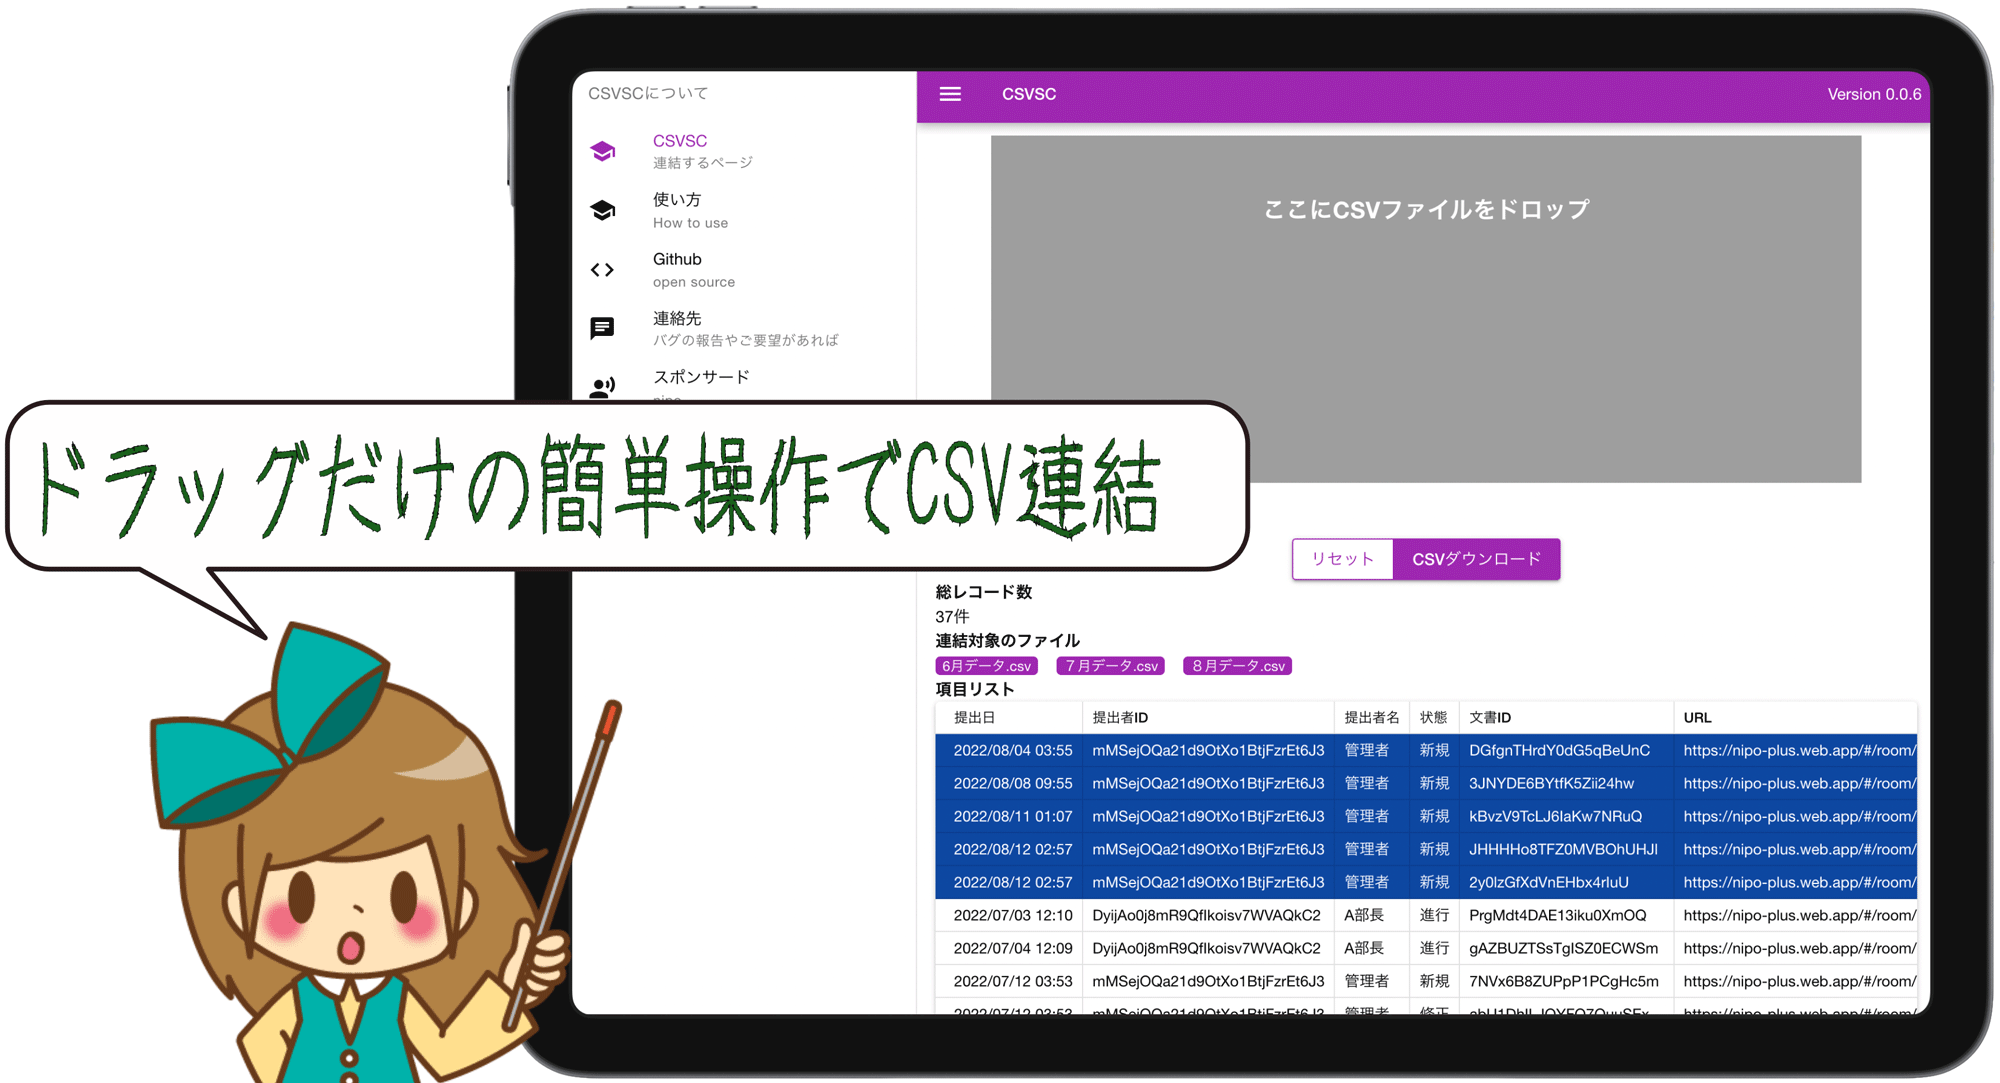 CSVSCについて
CSVSC
連結するページ
使い方
How to use
Github
open source
連絡先
バグの報告やご要望があれば
スポンサード
CSVSC
Version 0.0.6
ここにCSVファイルをドロップ
ドラッグだけの簡単操作でCSV連結
リセット
CSVダウンロード
総レコード数
37件
連結対象のファイル
6月データ.csv ７月データ.csv ８月データ.csv
項目リスト
提出日 提出者ID 提出者名 状態 文書ID URL
2022/08/04 03:55 mMSejOQa21d9OtXo1BtjFzrEt6J3 管理者 新規 DGfgnTHrdY0dG5qBeUnC https://nipo-plus.web.app/#/room/
2022/08/08 09:55 mMSejOQa21d9OtXo1BtjFzrEt6J3 管理者 新規 3JNYDE6BYtfK5Zii24hw https://nipo-plus.web.app/#/room/
2022/08/11 01:07 mMSejOQa21d9OtXo1BtjFzrEt6J3 管理者 新規 kBvzV9TcLJ6IaKw7NRuQ https://nipo-plus.web.app/#/room/
2022/08/12 02:57 mMSejOQa21d9OtXo1BtjFzrEt6J3 管理者 新規 JHHHHo8TFZ0MVBOhUHJl https://nipo-plus.web.app/#/room/
2022/08/12 02:57 mMSejOQa21d9OtXo1BtjFzrEt6J3 管理者 新規 2y0lzGfXdVnEHbx4rIuU https://nipo-plus.web.app/#/room/
2022/07/03 12:10 DyijAo0j8mR9QfIkoisv7WVAQkC2 A部長 進行 PrgMdt4DAE13iku0XmOQ https://nipo-plus.web.app/#/room/
2022/07/04 12:09 DyijAo0j8mR9QfIkoisv7WVAQkC2 A部長 進行 gAZBUZTSsTgISZ0ECWSm https://nipo-plus.web.app/#/room/
2022/07/12 03:53 mMSejOQa21d9OtXo1BtjFzrEt6J3 管理者 新規 7NVx6B8ZUPpP1PCgHc5m https://nipo-plus.web.app/#/room/